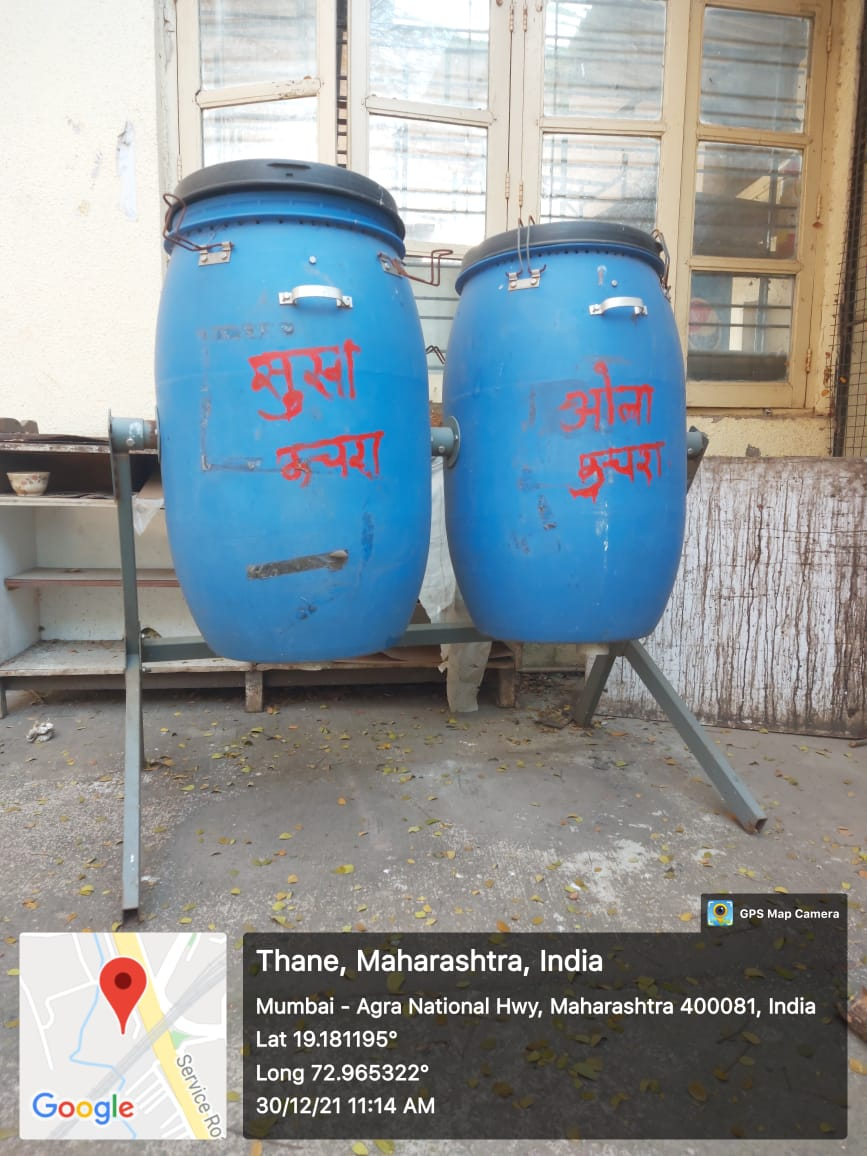 सुखा
कचरा
ओला
कचरा
GPS Map Camera
Thane, Maharashtra, India
Mumbai - Agra National Hwy, Maharashtra 400081, India
Lat 19.181195°
Long 72.965322°
30/12/21 11:14 AM
Service Ro
Google